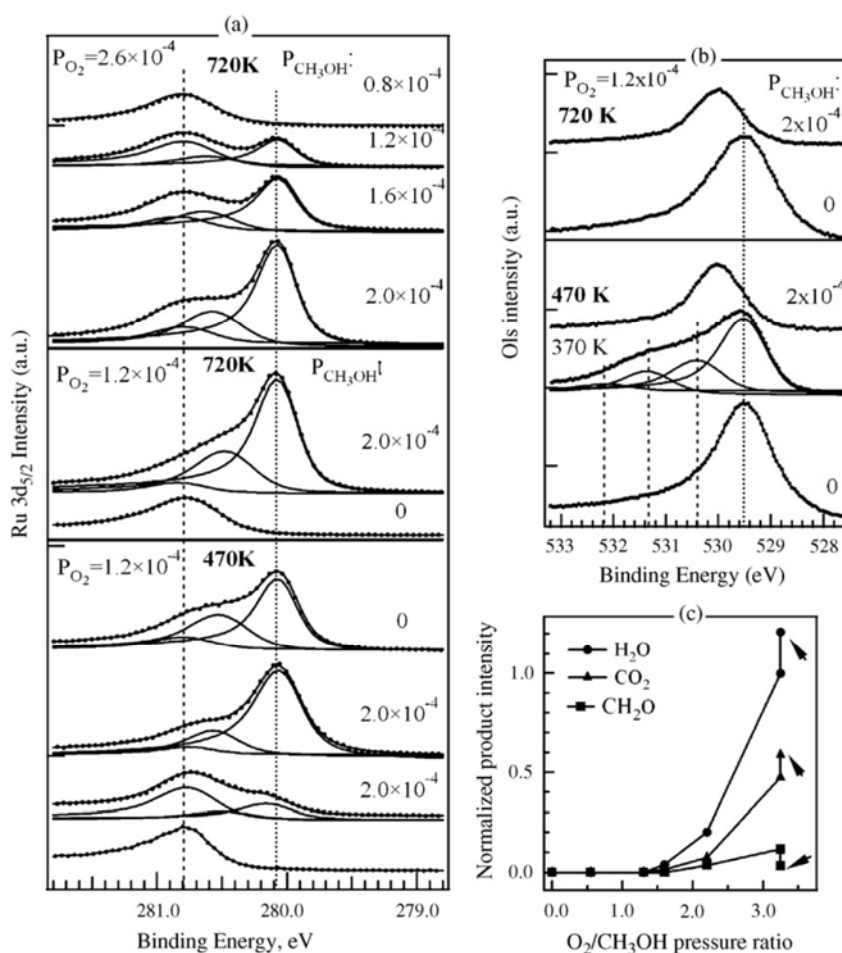 (a)
P_O2=2.6×10⁻⁴ 720K P_CH3OH:
0.8×10⁻⁴
1.2×10⁻⁴
1.6×10⁻⁴
2.0×10⁻⁴
P_O2=1.2×10⁻⁴ 720K P_CH3OH:
2.0×10⁻⁴
0
P_O2=1.2×10⁻⁴ 470K
0
2.0×10⁻⁴
2.0×10⁻⁴
Ru 3d5/2 Intensity (a.u.)
281.0 280.0 279.0
Binding Energy, eV
(b)
P_O2=1.2x10⁻⁴ P_CH3OH:
720 K 2x10⁻⁴
0
470 K 2x10⁻⁴
370 K
0
Ols intensity (a.u.)
533 532 531 530 529 528
Binding Energy (eV)
(c)
H₂O
CO₂
CH₂O
1.0
0.5
0.0
Normalized product intensity
0.0 1.0 2.0 3.0
O₂/CH₃OH pressure ratio